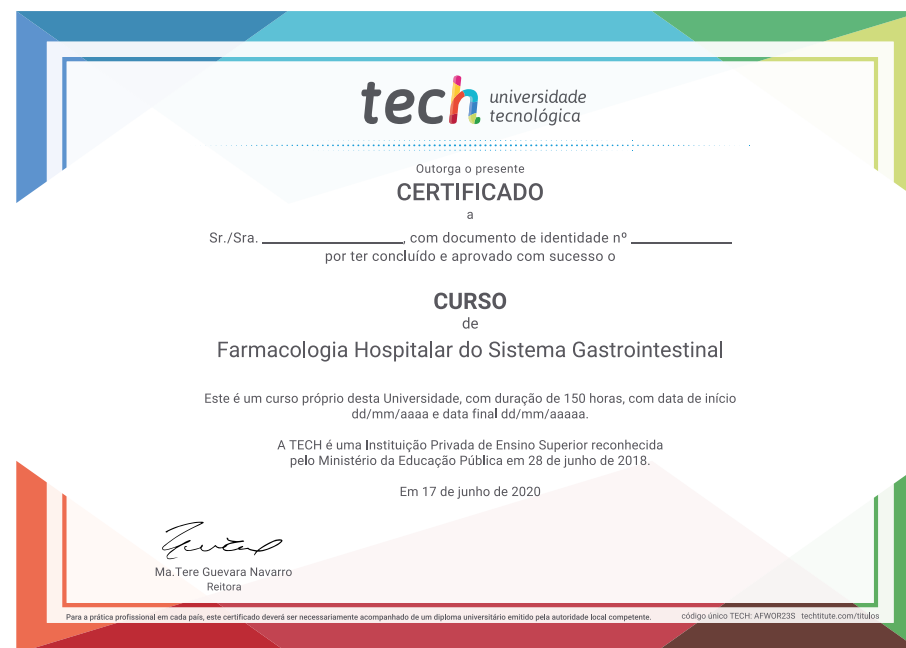 tech universidade
tecnológica
Outorga o presente
CERTIFICADO
a
Sr./Sra. ________________, com documento de identidade nº ____________
por ter concluído e aprovado com sucesso o
CURSO
de
Farmacologia Hospitalar do Sistema Gastrointestinal
Este é um curso próprio desta Universidade, com duração de 150 horas, com data de início
dd/mm/aaaa e data final dd/mm/aaaaa.
A TECH é uma Instituição Privada de Ensino Superior reconhecida
pelo Ministério da Educação Pública em 28 de junho de 2018.
Em 17 de junho de 2020
Ma.Tere Guevara Navarro
Reitora
Para a prática profissional em cada país, este certificado deverá ser necessariamente acompanhado de um diploma universitário emitido pela autoridade local competente. código único TECH: AFWOR23S techtitute.com/titulos